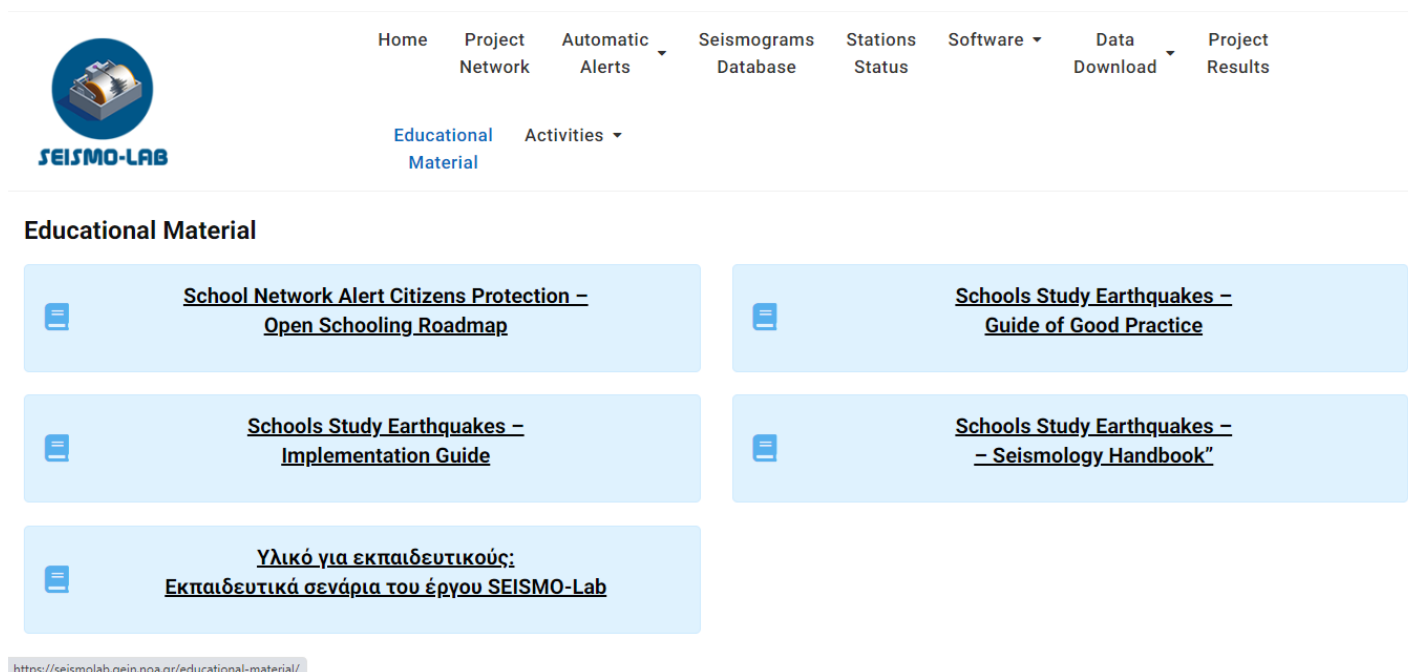 SEISMO-LAB
Home
Project
Network
Automatic
Alerts
Seismograms
Database
Stations
Status
Software
Data
Download
Project
Results
Educational
Material
Activities
Educational Material
School Network Alert Citizens Protection –
Open Schooling Roadmap
Schools Study Earthquakes –
Guide of Good Practice
Schools Study Earthquakes –
Implementation Guide
Schools Study Earthquakes –
– Seismology Handbook”
Υλικό για εκπαιδευτικούς:
Εκπαιδευτικά σενάρια του έργου SEISMO-Lab
https://seismolab.gein.noa.gr/educational-material/